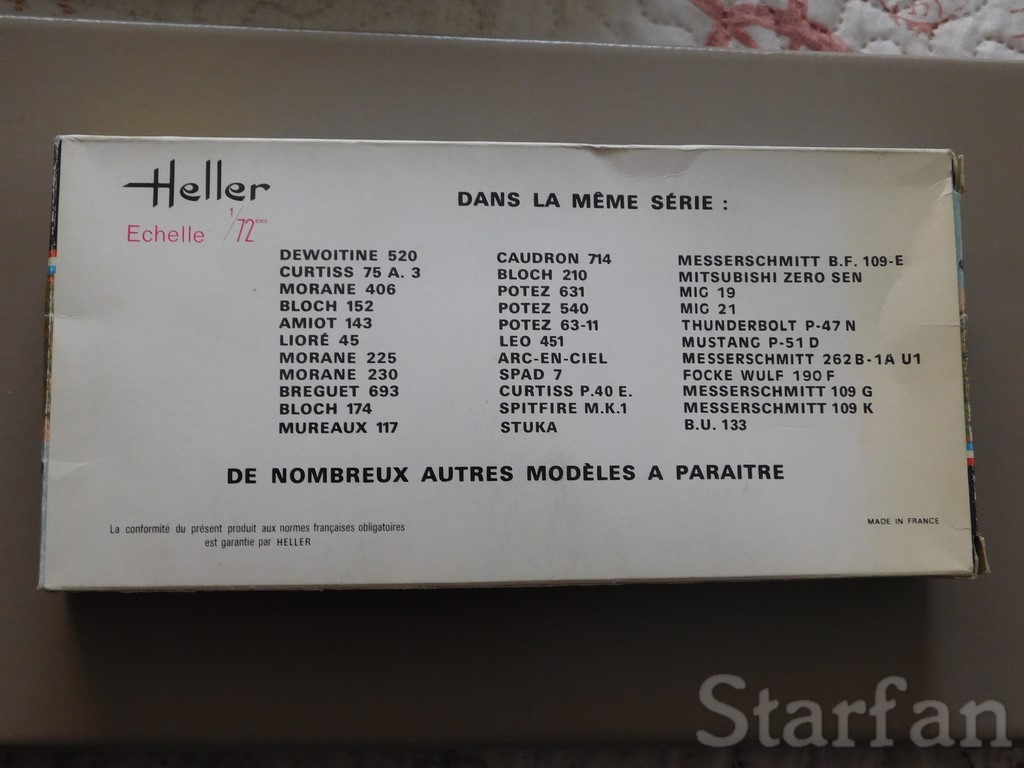 Heller
Echelle 1/72ème
DANS LA MÊME SÉRIE :
DEWOITINE 520
CURTISS 75 A. 3
MORANE 406
BLOCH 152
AMIOT 143
LIORÉ 45
MORANE 225
MORANE 230
BREGUET 693
BLOCH 174
MUREAUX 117
CAUDRON 714
BLOCH 210
POTEZ 631
POTEZ 540
POTEZ 63-11
LEO 451
ARC-EN-CIEL
SPAD 7
CURTISS P.40 E.
SPITFIRE M.K.1
STUKA
MESSERSCHMITT B.F. 109-E
MITSUBISHI ZERO SEN
MIG 19
MIG 21
THUNDERBOLT P-47 N
MUSTANG P-51 D
MESSERSCHMITT 262 B-1A U1
FOCKE WULF 190 F
MESSERSCHMITT 109 G
MESSERSCHMITT 109 K
B.U. 133
DE NOMBREUX AUTRES MODÈLES A PARAITRE
La conformité du présent produit aux normes françaises obligatoires
est garantie par HELLER
MADE IN FRANCE
Starfan